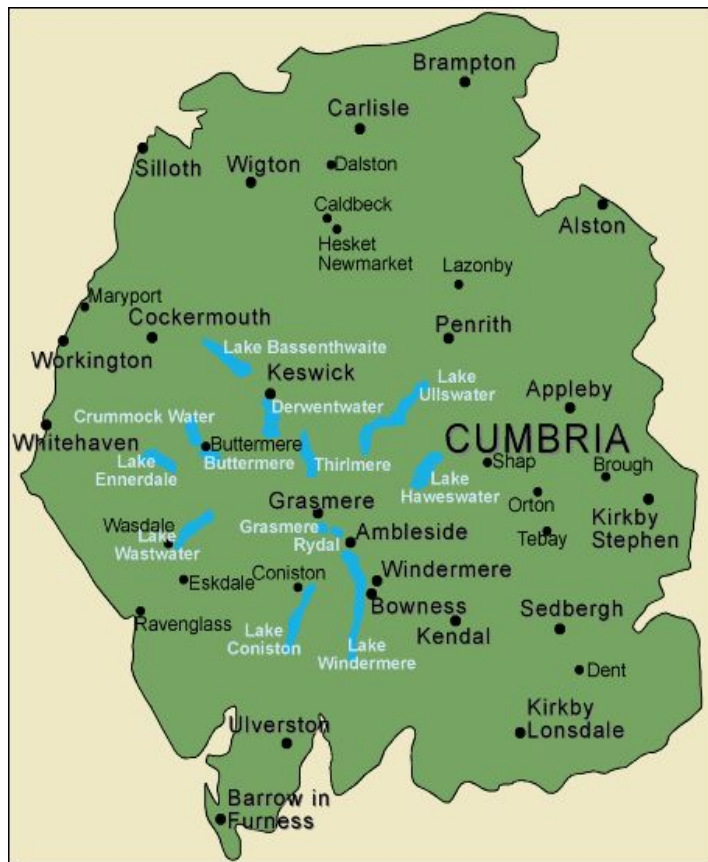 Brampton
Carlisle
Silloth
Wigton
Dalston
Caldbeck
Hesket
Newmarket
Alston
Lazonby
Maryport
Cockermouth
Penrith
Workington
Lake Bassenthwaite
Keswick
Lake
Ullswater
Appleby
Derwentwater
Crummock Water
Whitehaven
Buttermere
Buttermere
Thirlmere
CUMBRIA
Shap
Brough
Lake
Ennerdale
Lake
Haweswater
Orton
Kirkby
Stephen
Grasmere
Wasdale
Lake
Wastwater
Grasmere
Rydal
Ambleside
Tebay
Eskdale
Coniston
Windermere
Bowness
Ravenglass
Kendal
Sedbergh
Lake
Coniston
Lake
Windermere
Dent
Kirkby
Lonsdale
Ulverston
Barrow in
Furness